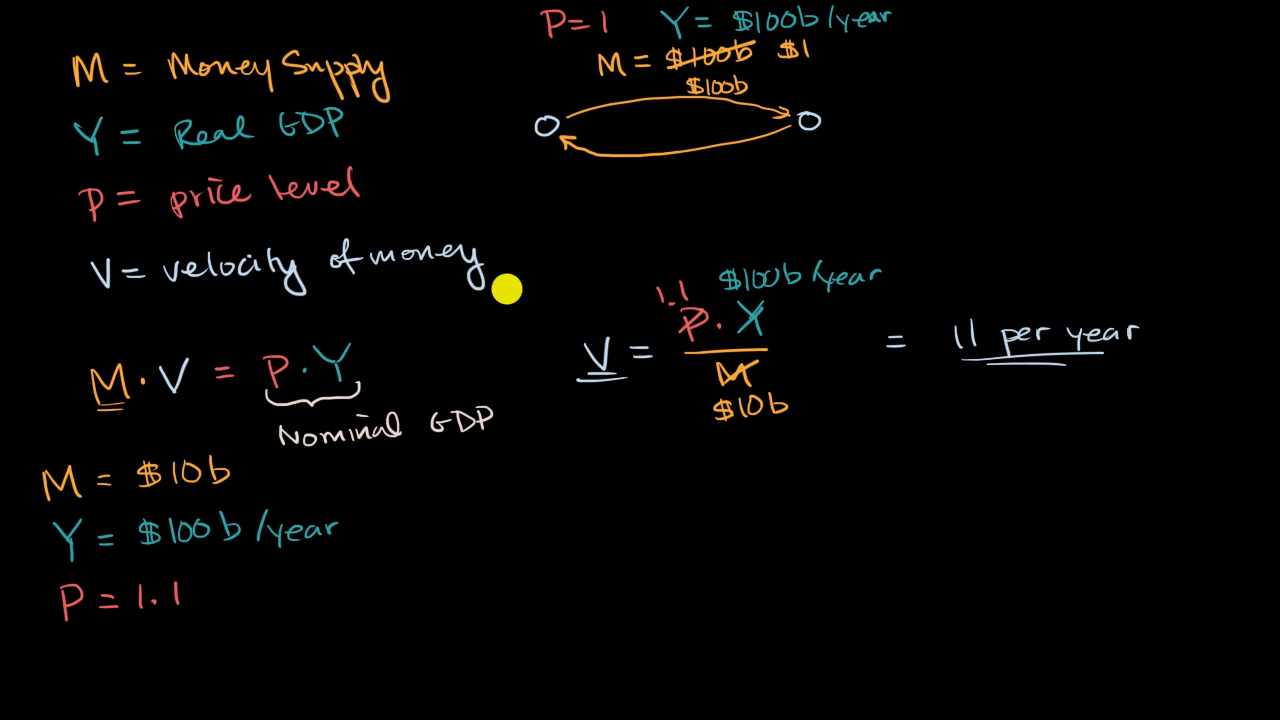 P=1 Y = $100b/year
M = $100b $1
$100b
M = Money Supply
Y = Real GDP
P = price level
V = velocity of money
M · V = P · Y
Nominal GDP
M = $10b
Y = $100b/year
P = 1.1
1.1 $100b/year
V = P · Y / M = 11 per year
$10b